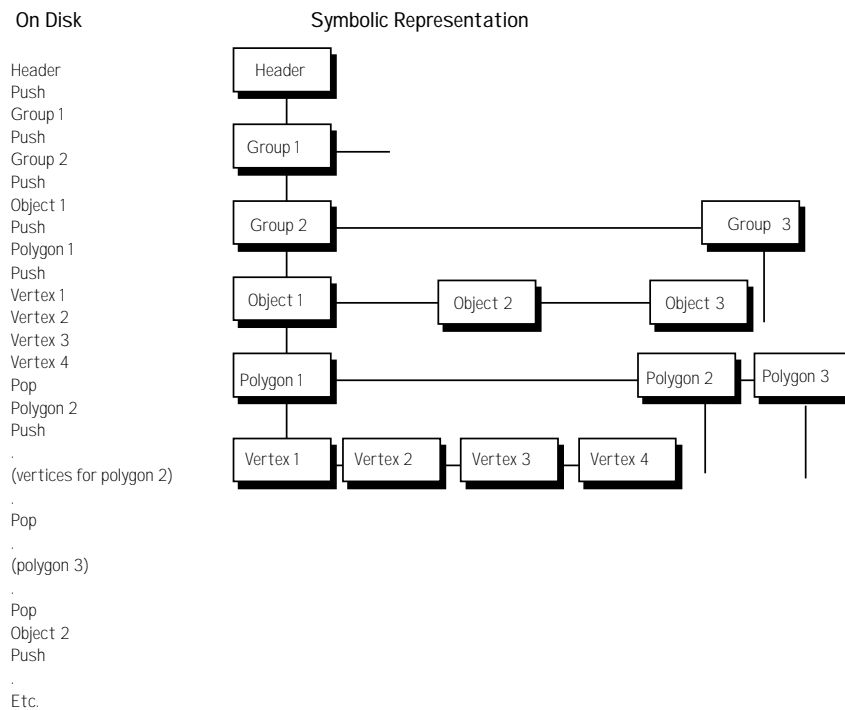 On Disk
Header
Push
Group 1
Push
Group 2
Push
Object 1
Push
Polygon 1
Push
Vertex 1
Vertex 2
Vertex 3
Vertex 4
Pop
Polygon 2
Push
.
(vertices for polygon 2)
.
Pop
.
(polygon 3)
.
Pop
Object 2
Push
.
Etc.
Symbolic Representation
Header
Group 1
Group 2
Group 3
Object 1
Object 2
Object 3
Polygon 1
Polygon 2
Polygon 3
Vertex 1
Vertex 2
Vertex 3
Vertex 4